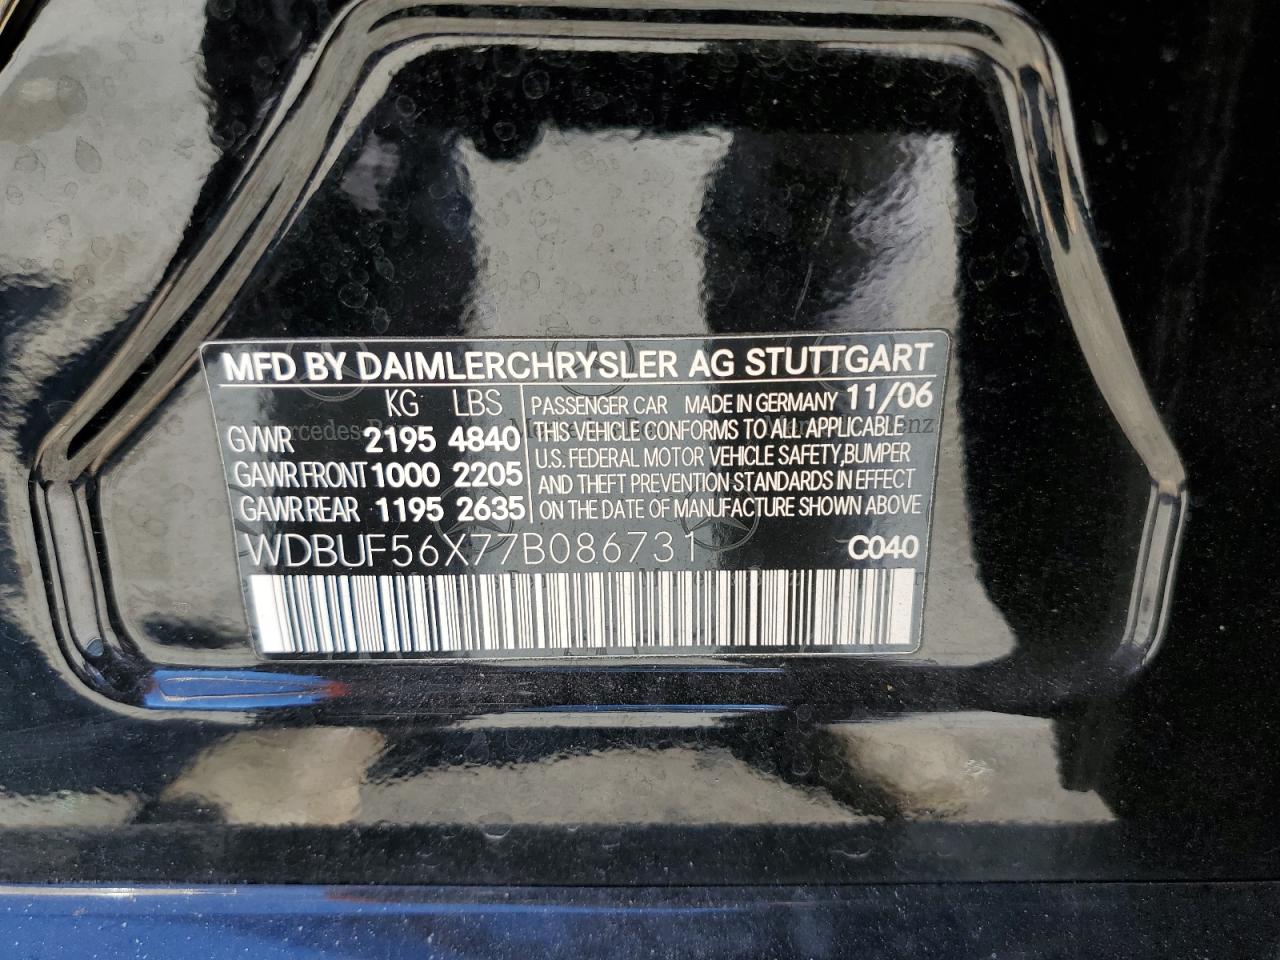 MFD BY DAIMLERCHRYSLER AG STUTTGART
KG LBS
GVWR 2195 4840
GAWR FRONT 1000 2205
GAWR REAR 1195 2635
PASSENGER CAR MADE IN GERMANY 11/06
THIS VEHICLE CONFORMS TO ALL APPLICABLE
U.S. FEDERAL MOTOR VEHICLE SAFETY, BUMPER
AND THEFT PREVENTION STANDARDS IN EFFECT
ON THE DATE OF MANUFACTURE SHOWN ABOVE
WDBUF56X77B086731 C040
Mercedes-Benz